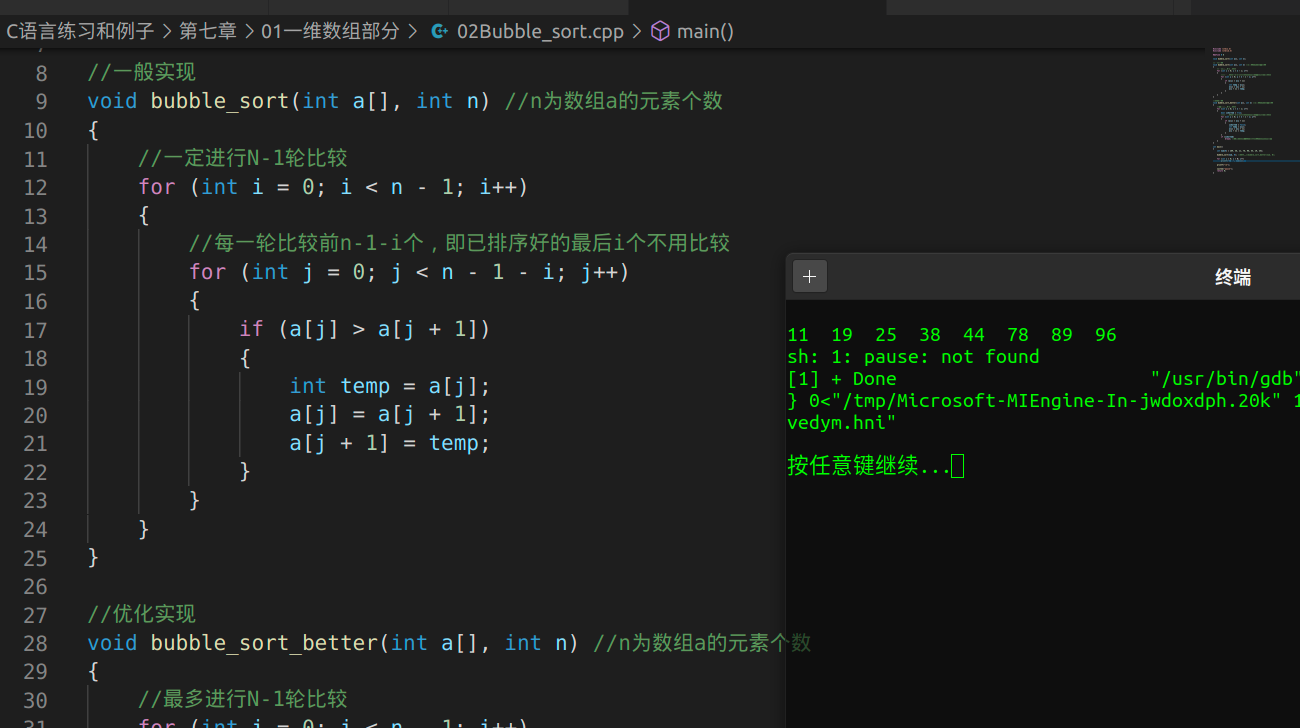 C语言练习和例子 > 第七章 > 01一维数组部分 > 02Bubble_sort.cpp > main()
8 //一般实现
9 void bubble_sort(int a[], int n) //n为数组a的元素个数
10 {
11 //一定进行N-1轮比较
12 for (int i = 0; i < n - 1; i++)
13 {
14 //每一轮比较前n-1-i个，即已排序好的最后i个不用比较
15 for (int j = 0; j < n - 1 - i; j++)
16 {
17 if (a[j] > a[j + 1])
18 {
19 int temp = a[j];
20 a[j] = a[j + 1];
21 a[j + 1] = temp;
22 }
23 }
24 }
25 }
26
27 //优化实现
28 void bubble_sort_better(int a[], int n) //n为数组a的元素个数
29 {
30 //最多进行N-1轮比较
31 for (int i = 0; i < n - 1; i++)
终端
11 19 25 38 44 78 89 96
sh: 1: pause: not found
[1] + Done "/usr/bin/gdb"
} 0<"/tmp/Microsoft-MIEngine-In-jwdoxdph.20k" 1
vedym.hni"
按任意键继续...